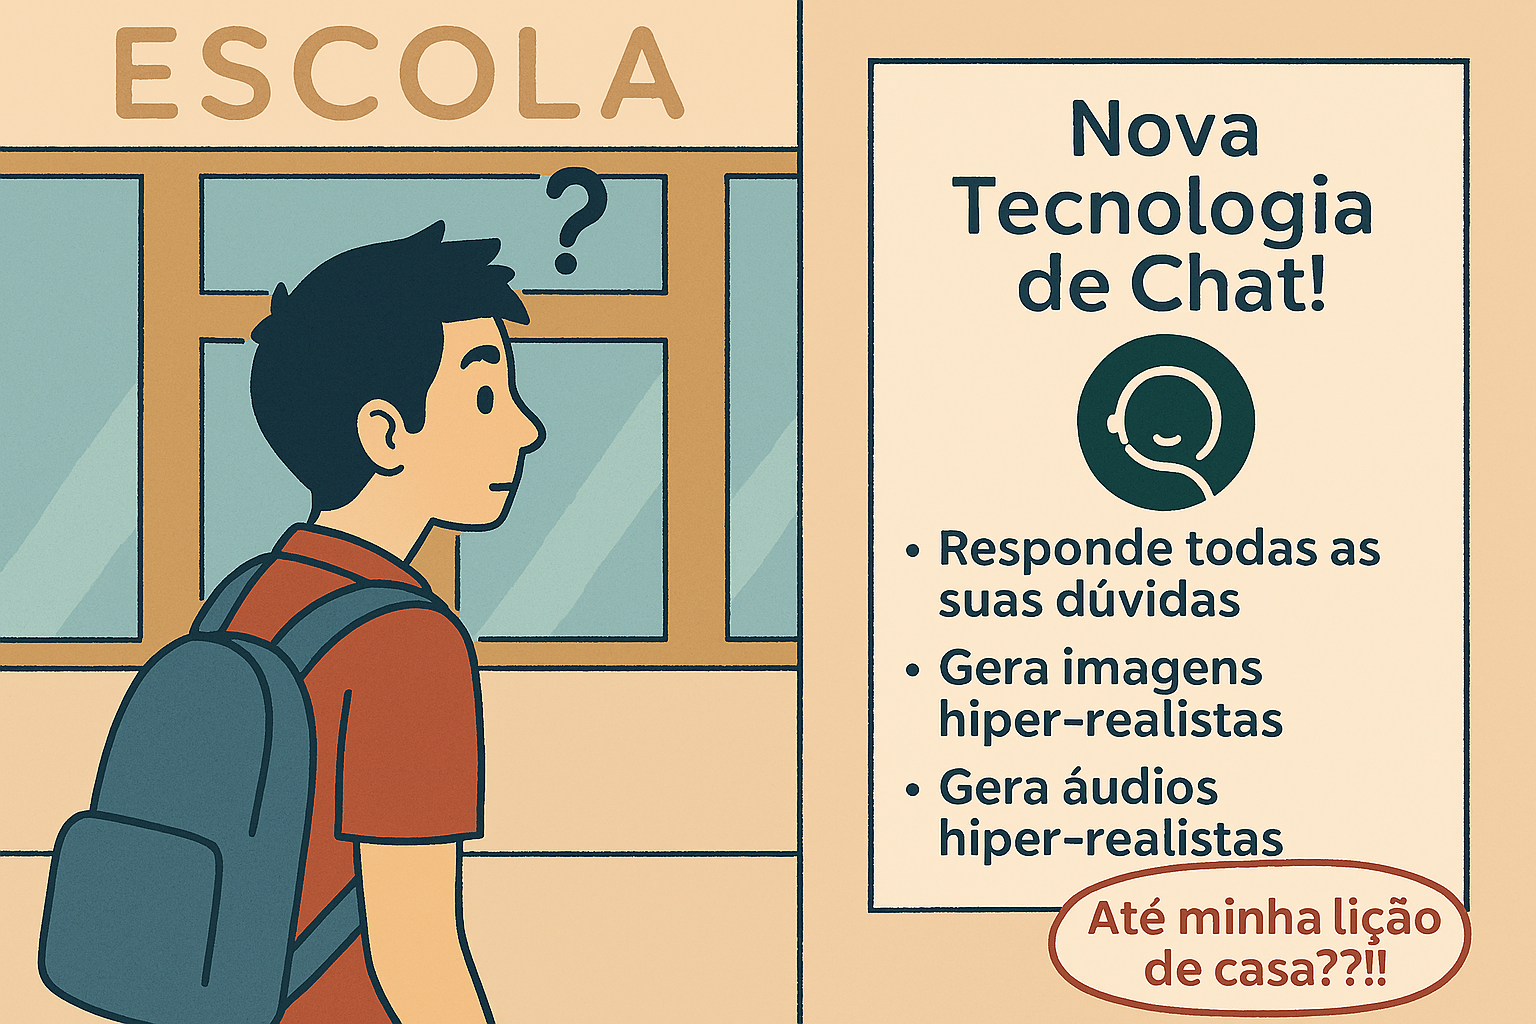 ESCOLA
?
Nova
Tecnologia
de Chat!
• Responde todas as
suas dúvidas
• Gera imagens
hiper-realistas
• Gera áudios
hiper-realistas
Até minha lição
de casa??!!